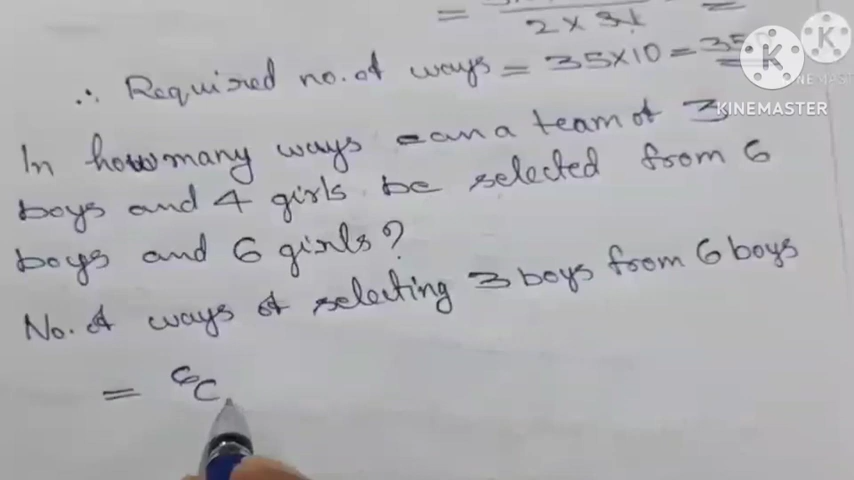 = 2 × 3!
∴ Required no. of ways = 35×10 = 350
KINEMASTER
In how many ways can a team of 3
boys and 4 girls be selected from 6
boys and 6 girls?
No. of ways of selecting 3 boys from 6 boys
= ⁶C